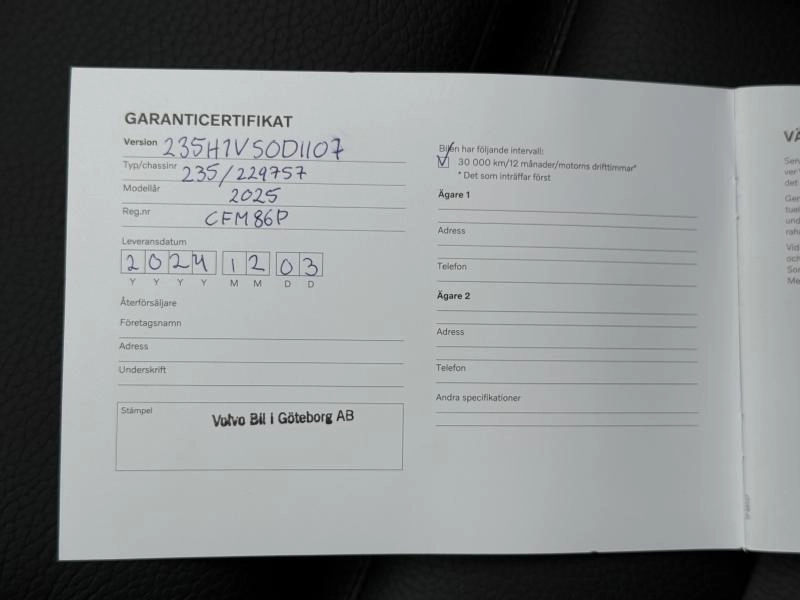 GARANTICERTIFIKAT
Version 235H1VSOD1107
Typ/chassinr 235/229757
Modellår 2025
Reg.nr CFM86P
Leveransdatum
2024 12 03
Y Y Y Y M M D D
Återförsäljare
Företagsnamn
Adress
Underskrift
Stämpel
Volvo Bil i Göteborg AB
Bilen har följande intervall:
30 000 km/12 månader/motorns drifttimmar*
* Det som inträffar först
Ägare 1
Adress
Telefon
Ägare 2
Adress
Telefon
Andra specifikationer